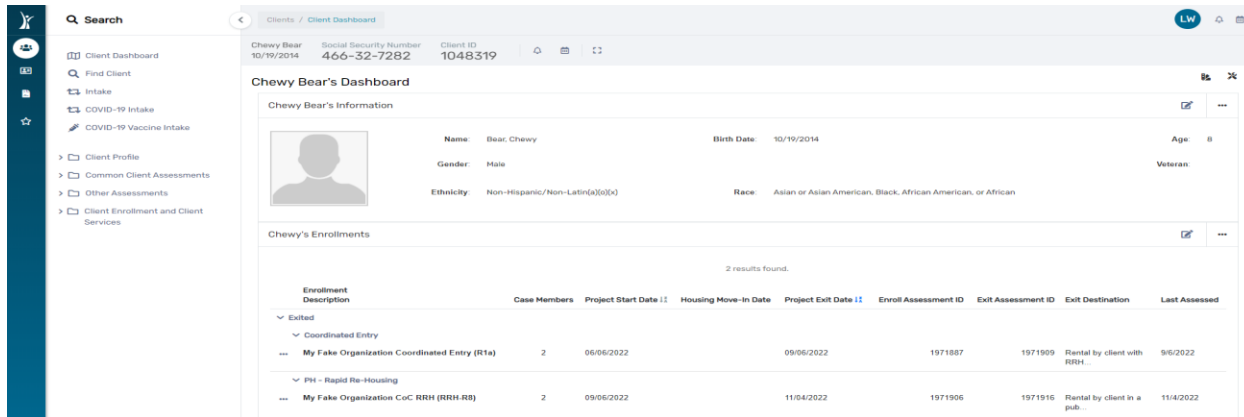 Search
Clients / Client Dashboard
LW
Client Dashboard
Find Client
Intake
COVID-19 Intake
COVID-19 Vaccine Intake
Client Profile
Common Client Assessments
Other Assessments
Client Enrollment and Client
Services
Chewy Bear Social Security Number Client ID
10/19/2014 466-32-7282 1048319
Chewy Bear's Dashboard
Chewy Bear's Information
Name: Bear, Chewy Birth Date: 10/19/2014 Age: 8
Gender: Male Veteran:
Ethnicity: Non-Hispanic/Non-Latin(a)(o)(x) Race: Asian or Asian American, Black, African American, or African
Chewy's Enrollments
2 results found.
Enrollment
Description Case Members Project Start Date Housing Move-In Date Project Exit Date Enroll Assessment ID Exit Assessment ID Exit Destination Last Assessed
Exited
Coordinated Entry
My Fake Organization Coordinated Entry (R1a) 2 06/06/2022 09/06/2022 1971887 1971909 Rental by client with 9/6/2022
RRH...
PH - Rapid Re-Housing
My Fake Organization CoC RRH (RRH-R8) 2 09/06/2022 11/04/2022 1971906 1971916 Rental by client in a 11/4/2022
pub...